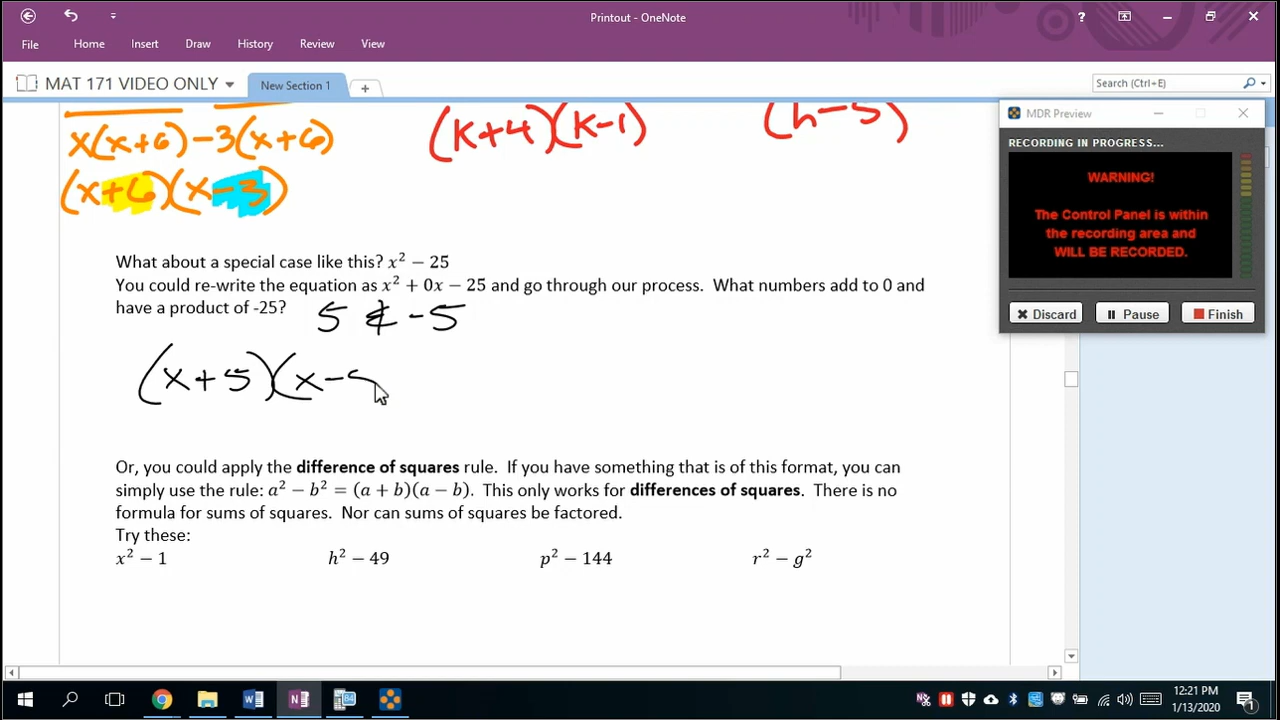 Printout - OneNote
File Home Insert Draw History Review View
MAT 171 VIDEO ONLY
New Section 1
Search (Ctrl+E)
x(x+6)-3(x+6)
(k+4)(k-1)
(h-5)
(x+6)(x-3)
MDR Preview
RECORDING IN PROGRESS...
WARNING!
The Control Panel is within
the recording area and
WILL BE RECORDED.
Discard Pause Finish
What about a special case like this? x² − 25
You could re-write the equation as x² + 0x − 25 and go through our process. What numbers add to 0 and
have a product of -25?
5 & -5
(x+5)(x-5
Or, you could apply the difference of squares rule. If you have something that is of this format, you can
simply use the rule: a² − b² = (a + b)(a − b). This only works for differences of squares. There is no
formula for sums of squares. Nor can sums of squares be factored.
Try these:
x² − 1 h² − 49 p² − 144 r² − g²
12:21 PM
1/13/2020
1